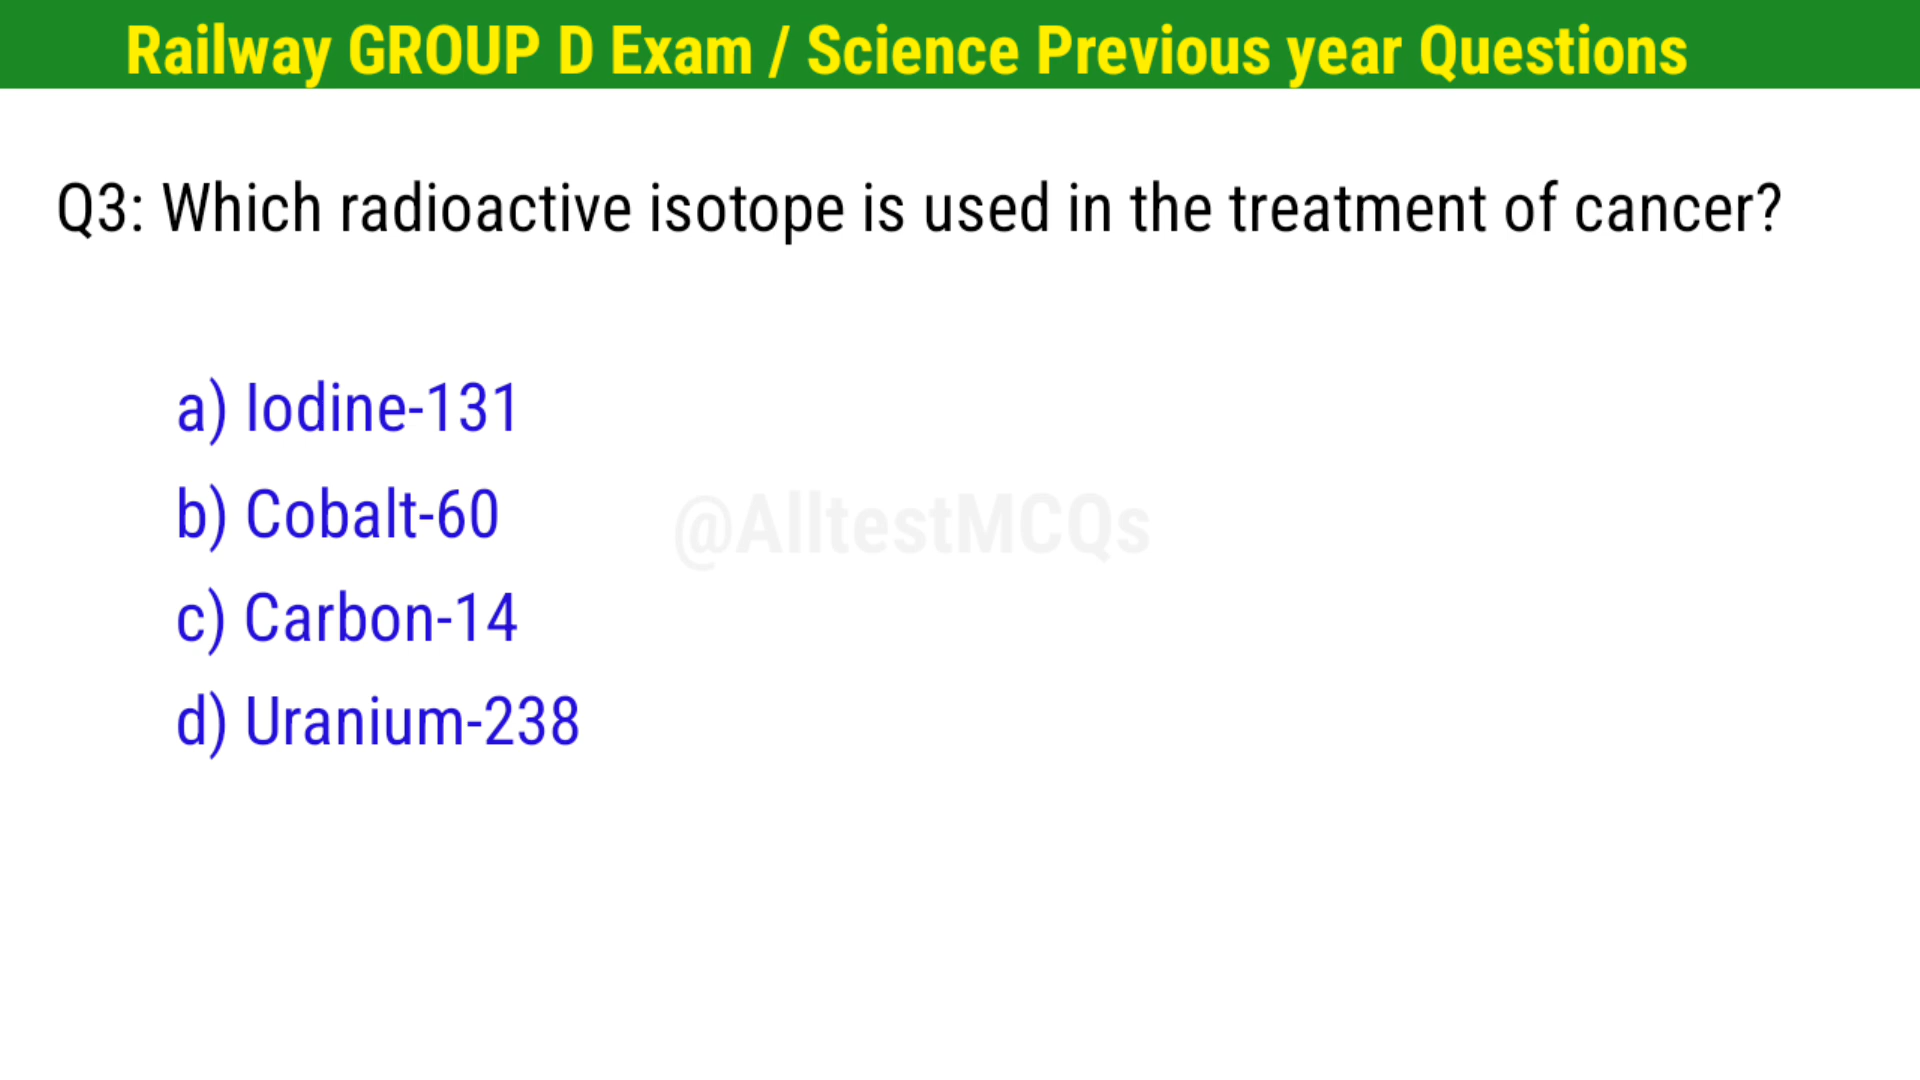 Railway GROUP D Exam / Science Previous year Questions
Q3: Which radioactive isotope is used in the treatment of cancer?
a) Iodine-131
b) Cobalt-60
@AlltestMCQs
c) Carbon-14
d) Uranium-238